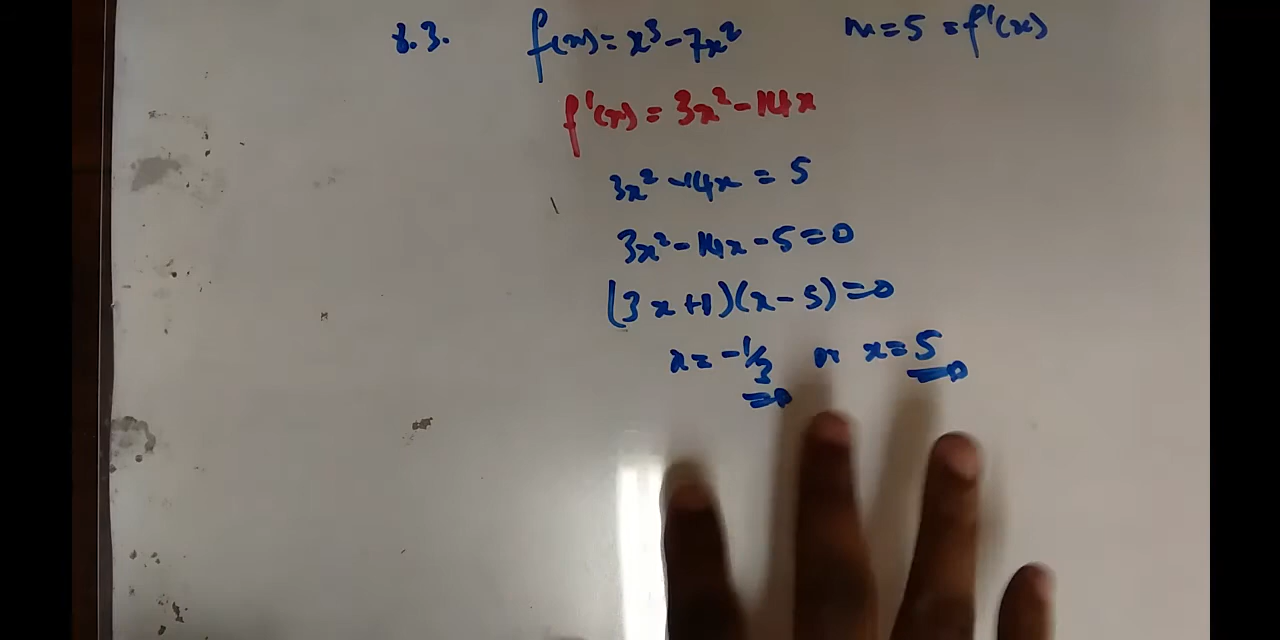 8.3. f(x) = x³ - 7x² m = 5 = f'(x)
f'(x) = 3x² - 14x
3x² - 14x = 5
3x² - 14x - 5 = 0
(3x + 1)(x - 5) = 0
x = -1/3 or x = 5